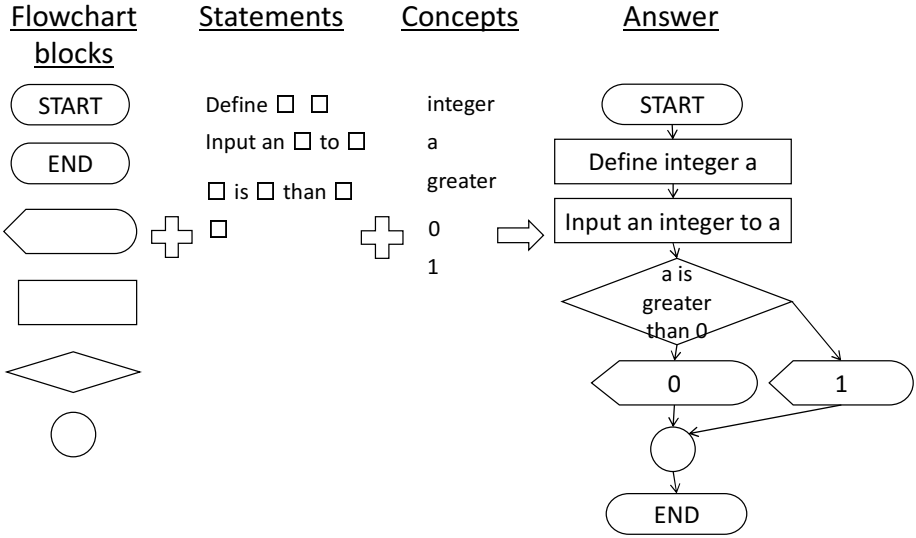 Flowchart
blocks
START
END
Statements
Define □ □
Input an □ to □
□ is □ than □
□
Concepts
integer
a
greater
0
1
Answer
START
Define integer a
Input an integer to a
a is
greater
than 0
0
1
END